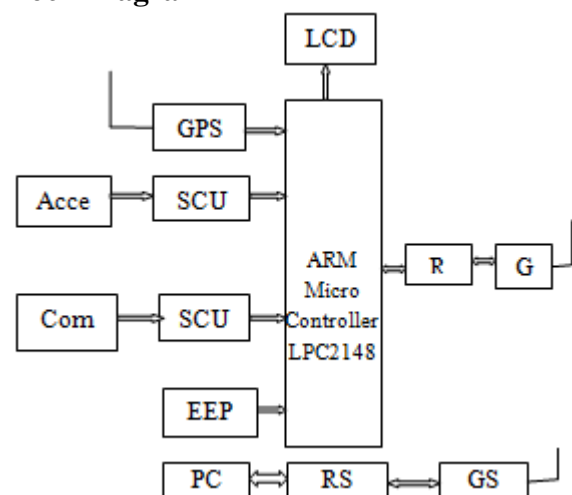 LCD
GPS
Acce
SCU
ARM
Micro
Controller
LPC2148
R
G
Com
SCU
EEP
PC
RS
GS